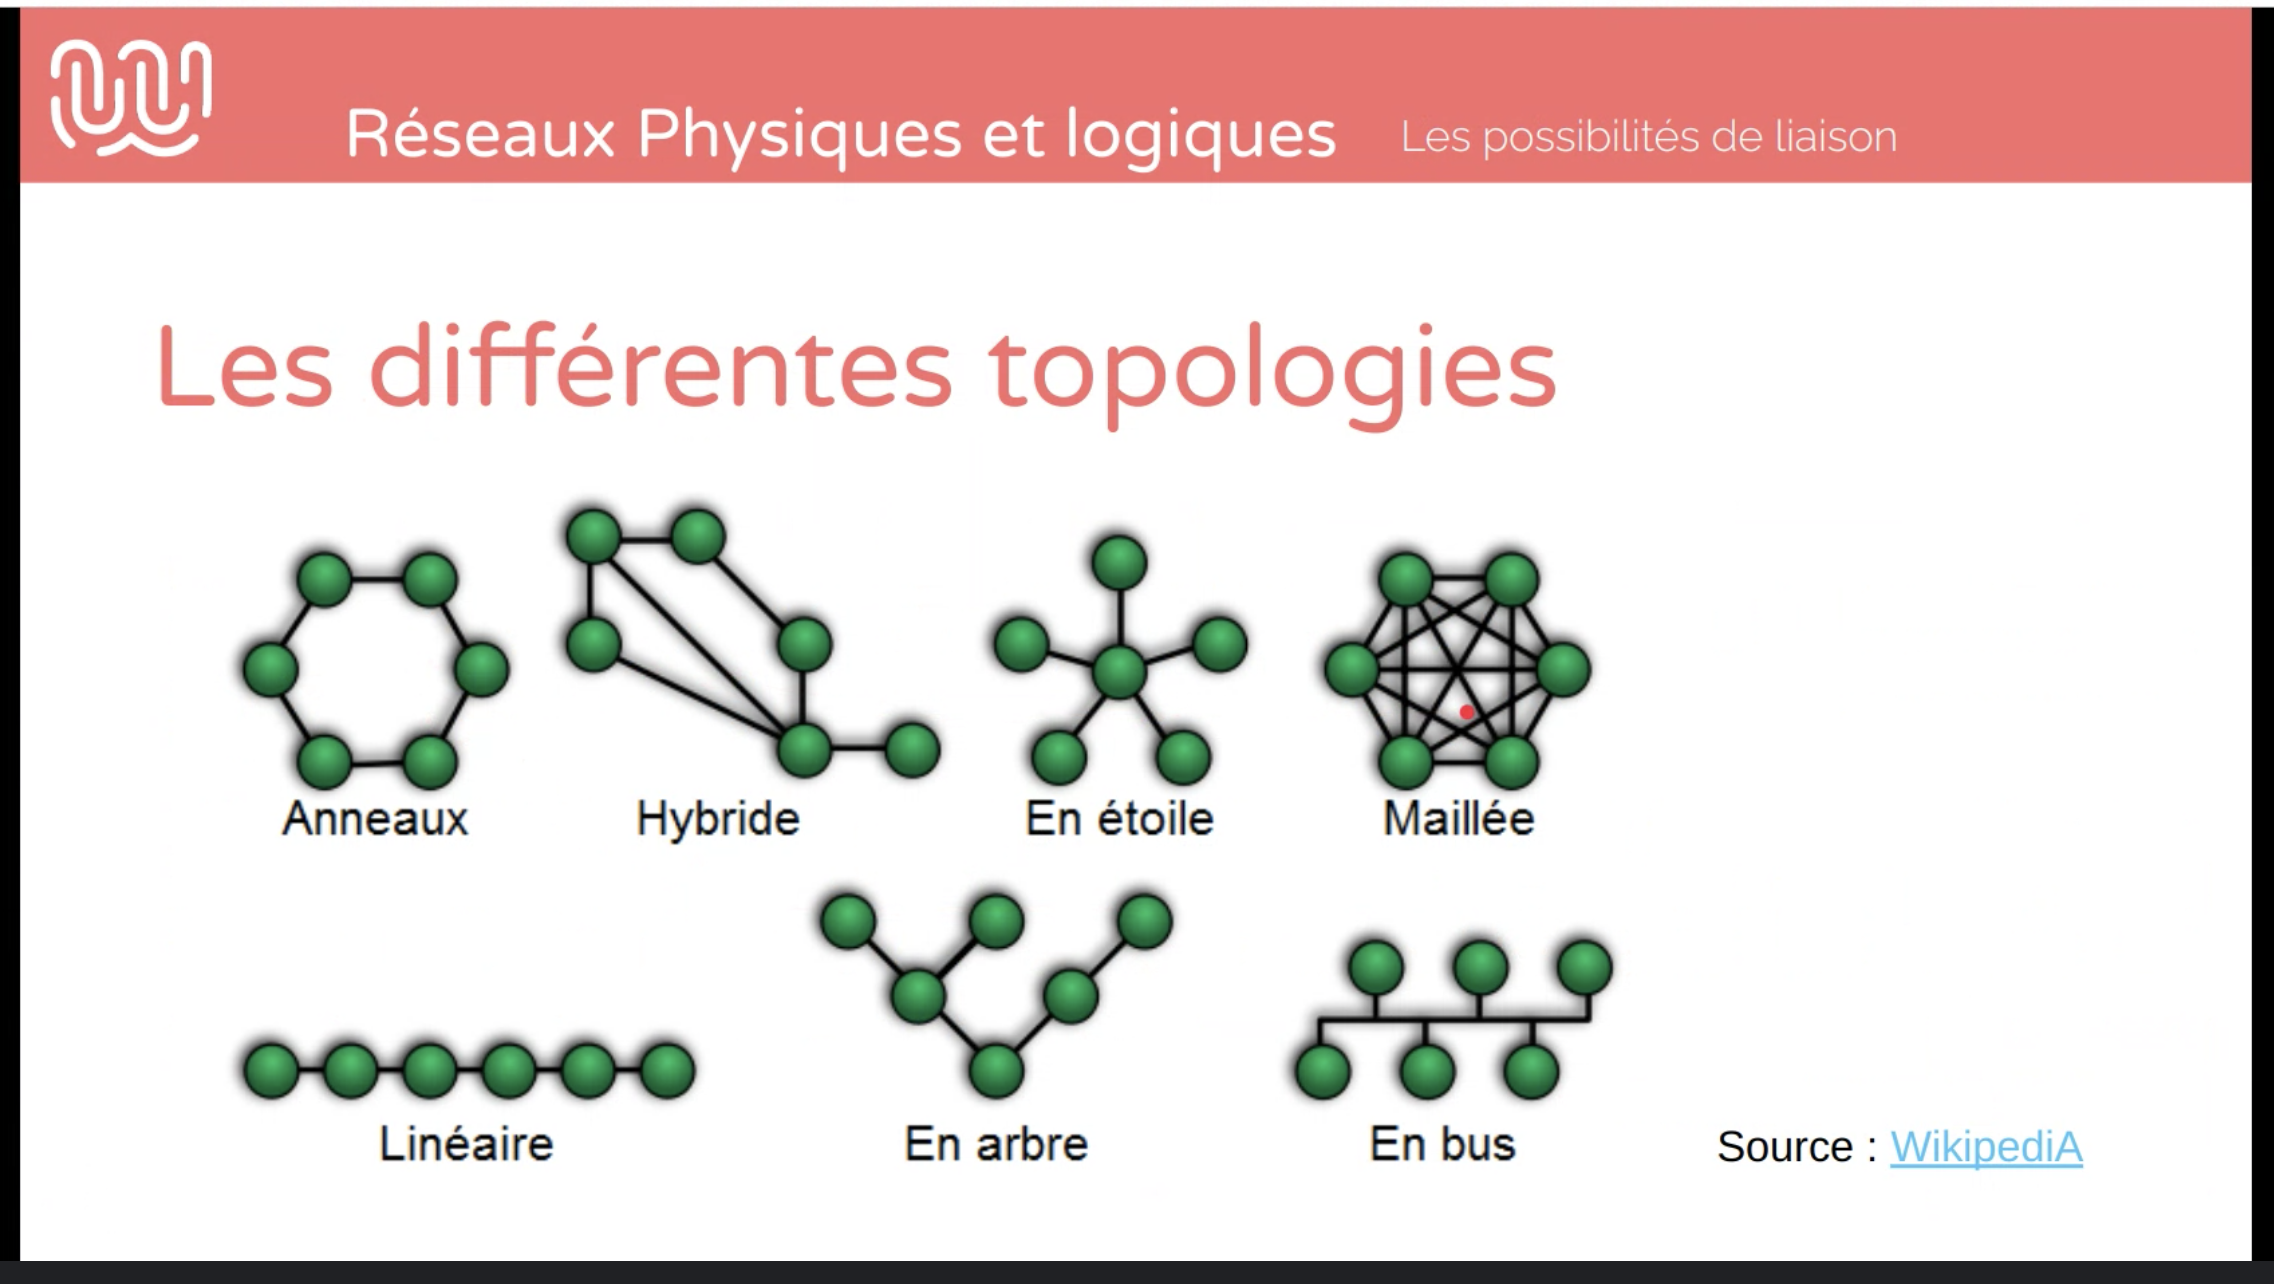 Réseaux Physiques et logiques Les possibilités de liaison
Les différentes topologies
Anneaux
Hybride
En étoile
Maillée
Linéaire
En arbre
En bus
Source : WikipediA